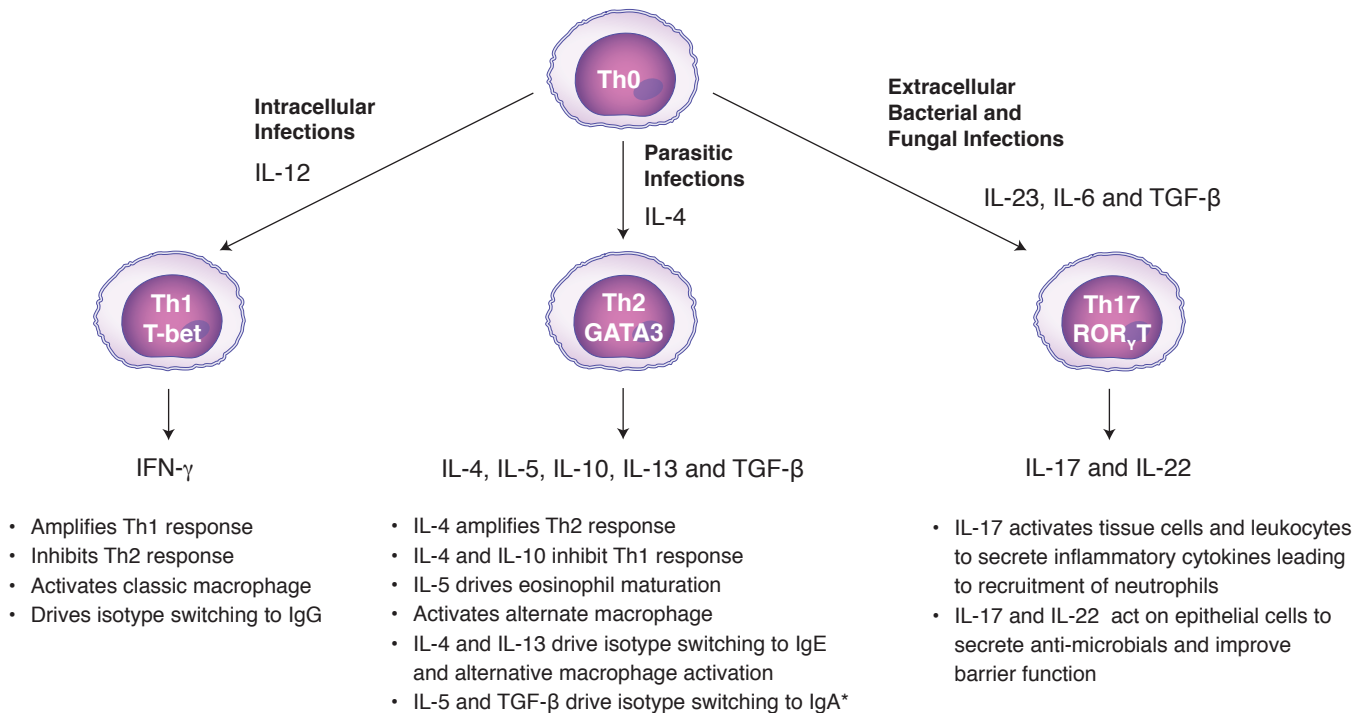 Th0
Intracellular
Infections
IL-12
Parasitic
Infections
IL-4
Extracellular
Bacterial and
Fungal Infections
IL-23, IL-6 and TGF-β
Th1
T-bet
Th2
GATA3
Th17
RORγT
IFN-γ
• Amplifies Th1 response
• Inhibits Th2 response
• Activates classic macrophage
• Drives isotype switching to IgG
IL-4, IL-5, IL-10, IL-13 and TGF-β
• IL-4 amplifies Th2 response
• IL-4 and IL-10 inhibit Th1 response
• IL-5 drives eosinophil maturation
• Activates alternate macrophage
• IL-4 and IL-13 drive isotype switching to IgE
and alternative macrophage activation
• IL-5 and TGF-β drive isotype switching to IgA*
IL-17 and IL-22
• IL-17 activates tissue cells and leukocytes
to secrete inflammatory cytokines leading
to recruitment of neutrophils
• IL-17 and IL-22 act on epithelial cells to
secrete anti-microbials and improve
barrier function